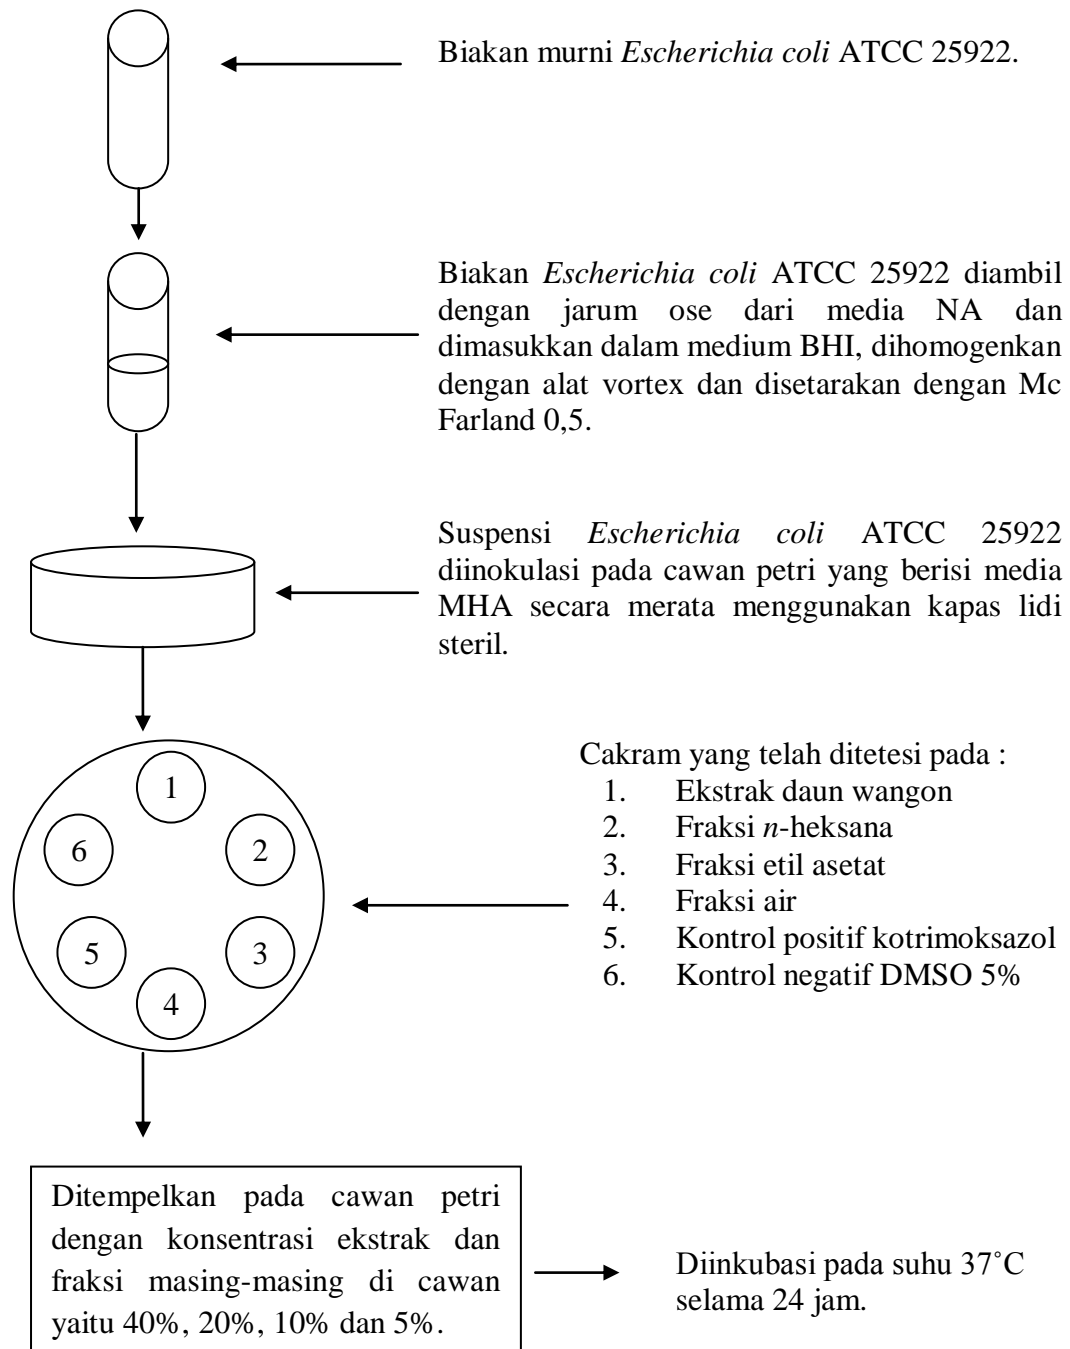 Biakan murni Escherichia coli ATCC 25922.
Biakan Escherichia coli ATCC 25922 diambil
dengan jarum ose dari media NA dan
dimasukkan dalam medium BHI, dihomogenkan
dengan alat vortex dan disetarakan dengan Mc
Farland 0,5.
Suspensi Escherichia coli ATCC 25922
diinokulasi pada cawan petri yang berisi media
MHA secara merata menggunakan kapas lidi
steril.
1
2
3
4
5
6
Cakram yang telah ditetesi pada :
1. Ekstrak daun wangon
2. Fraksi n-heksana
3. Fraksi etil asetat
4. Fraksi air
5. Kontrol positif kotrimoksazol
6. Kontrol negatif DMSO 5%
Ditempelkan pada cawan petri
dengan konsentrasi ekstrak dan
fraksi masing-masing di cawan
yaitu 40%, 20%, 10% dan 5%.
Diinkubasi pada suhu 37˚C
selama 24 jam.